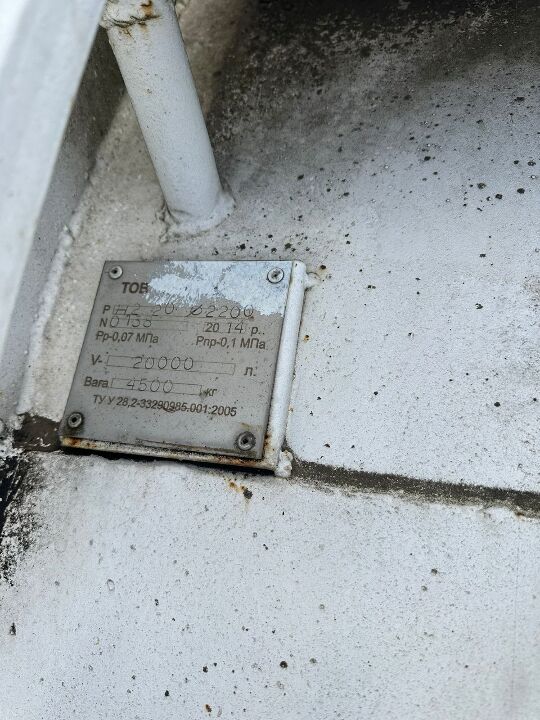 ТОВ
Р 2 20 Ø2200
N 0133 2014 р.
Рр-0,07 МПа Рпр-0,1 МПа
V- 20000 л.
Вага 4500 кг
ТУ У 28.2-33290985.001:2005